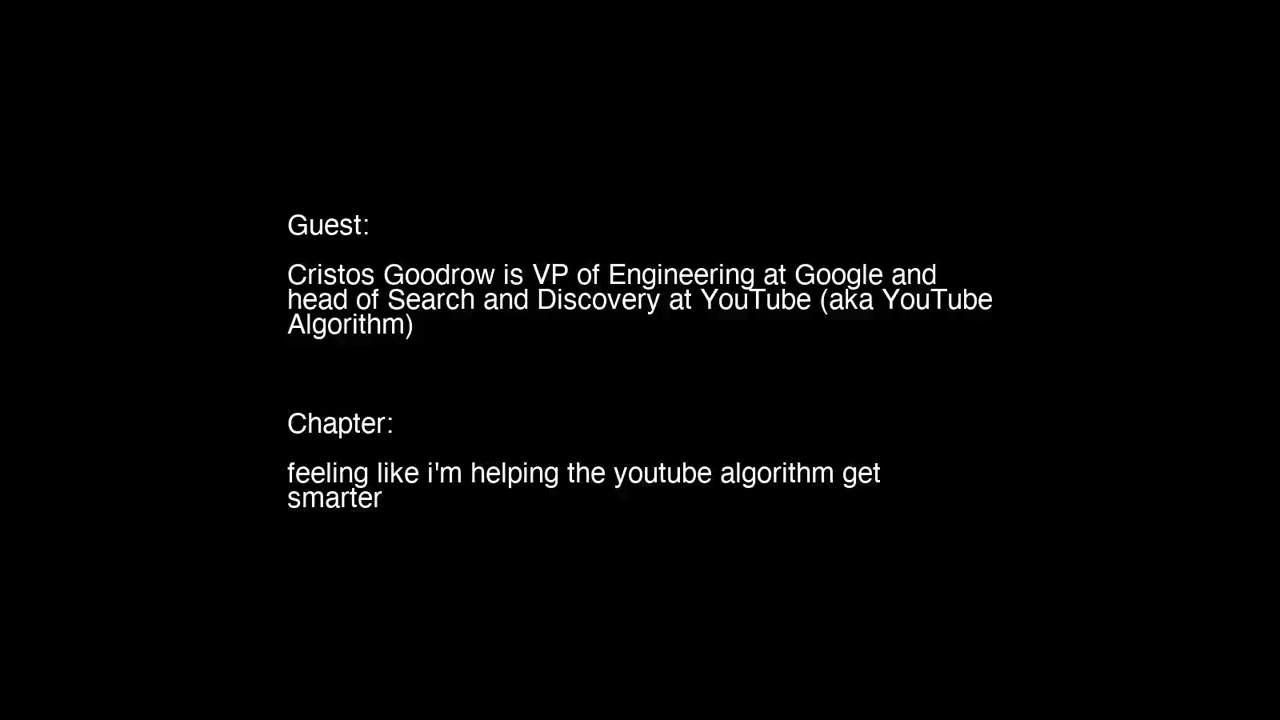 Guest:
Cristos Goodrow is VP of Engineering at Google and
head of Search and Discovery at YouTube (aka YouTube
Algorithm)
Chapter:
feeling like i'm helping the youtube algorithm get
smarter